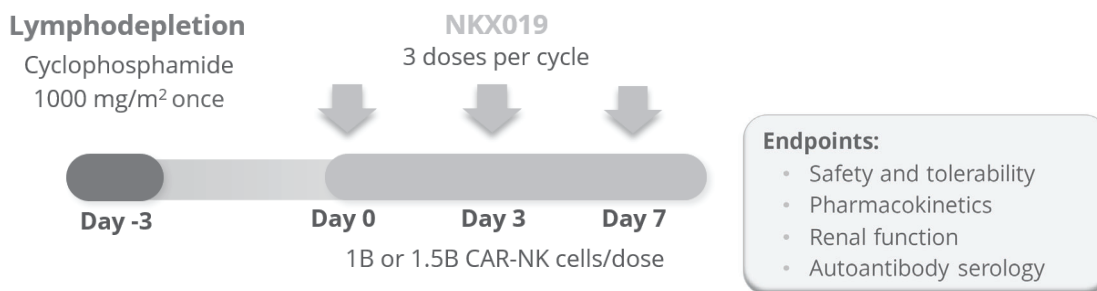 Lymphodepletion
Cyclophosphamide
1000 mg/m² once
NKX019
3 doses per cycle
Day -3
Day 0
Day 3
Day 7
1B or 1.5B CAR-NK cells/dose
Endpoints:
• Safety and tolerability
• Pharmacokinetics
• Renal function
• Autoantibody serology